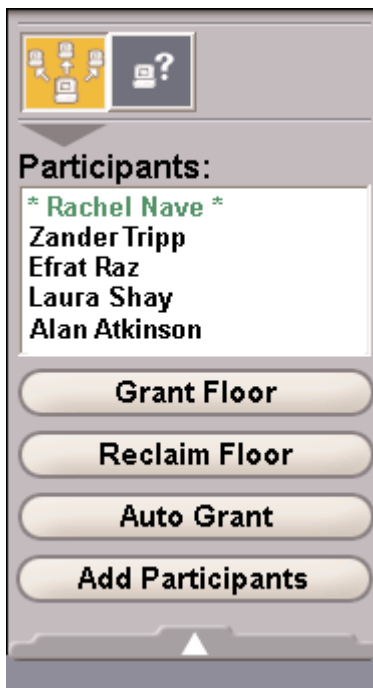 ?
Participants:
* Rachel Nave *
Zander Tripp
Efrat Raz
Laura Shay
Alan Atkinson
Grant Floor
Reclaim Floor
Auto Grant
Add Participants